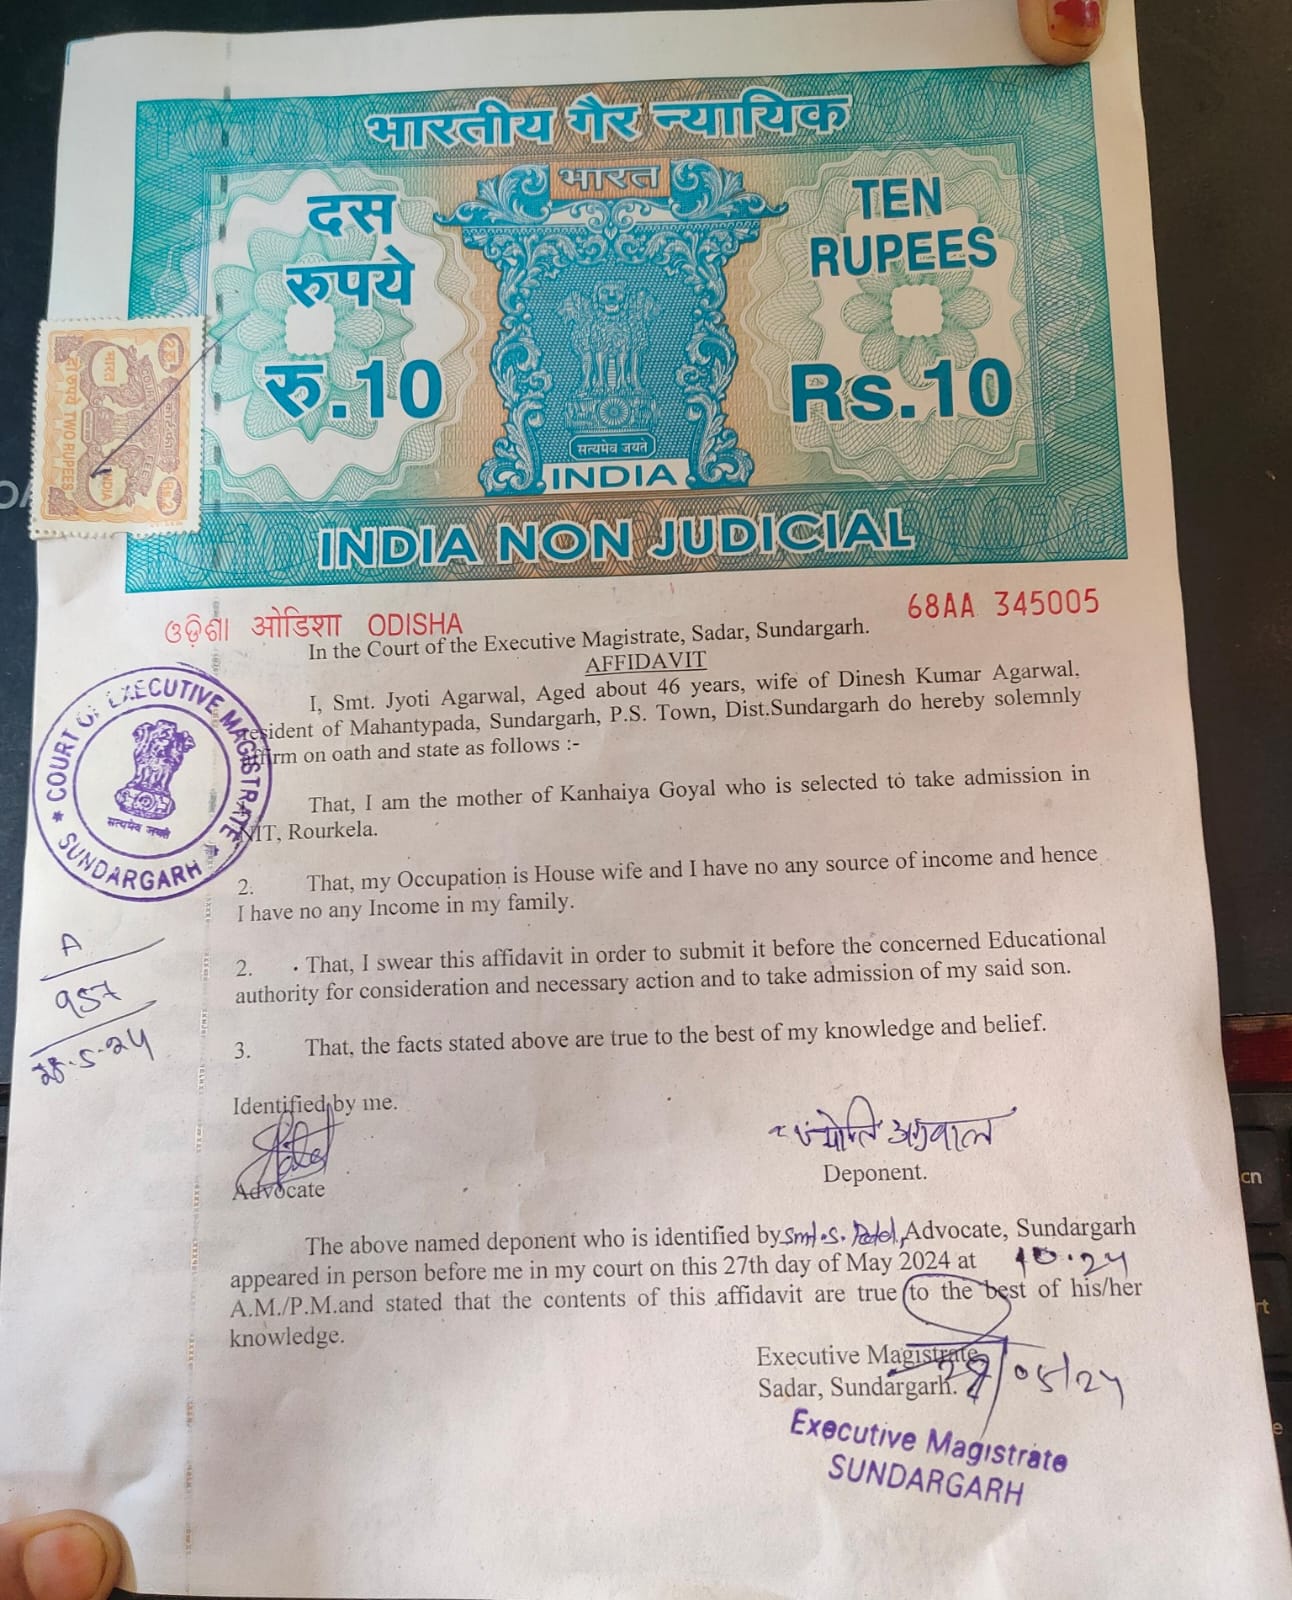 भारतीय गैर न्यायिक
भारत
दस
रुपये
रु.10
TEN
RUPEES
Rs.10
सत्यमेव जयते
INDIA
INDIA NON JUDICIAL
भारत
INDIA
TWO RUPEES
ଓଡ଼ିଶା ओडिशा ODISHA
68AA 345005
In the Court of the Executive Magistrate, Sadar, Sundargarh.
AFFIDAVIT
I, Smt. Jyoti Agarwal, Aged about 46 years, wife of Dinesh Kumar Agarwal,
resident of Mahantypada, Sundargarh, P.S. Town, Dist.Sundargarh do hereby solemnly
affirm on oath and state as follows :-
COURT OF EXECUTIVE MAGISTRATE
सत्यमेव जयते
* SUNDARGARH *
That, I am the mother of Kanhaiya Goyal who is selected to take admission in
NIT, Rourkela.
2. That, my Occupation is House wife and I have no any source of income and hence
I have no any Income in my family.
A
957
28.5.24
2. That, I swear this affidavit in order to submit it before the concerned Educational
authority for consideration and necessary action and to take admission of my said son.
3. That, the facts stated above are true to the best of my knowledge and belief.
Identified by me.
ज्योति अग्रवाल
Advocate
Deponent.
The above named deponent who is identified by Smt. S. Patel, Advocate, Sundargarh
appeared in person before me in my court on this 27th day of May 2024 at 10.24
A.M./P.M.and stated that the contents of this affidavit are true to the best of his/her
knowledge.
Executive Magistrate
Sadar, Sundargarh.
/05/24
Executive Magistrate
SUNDARGARH